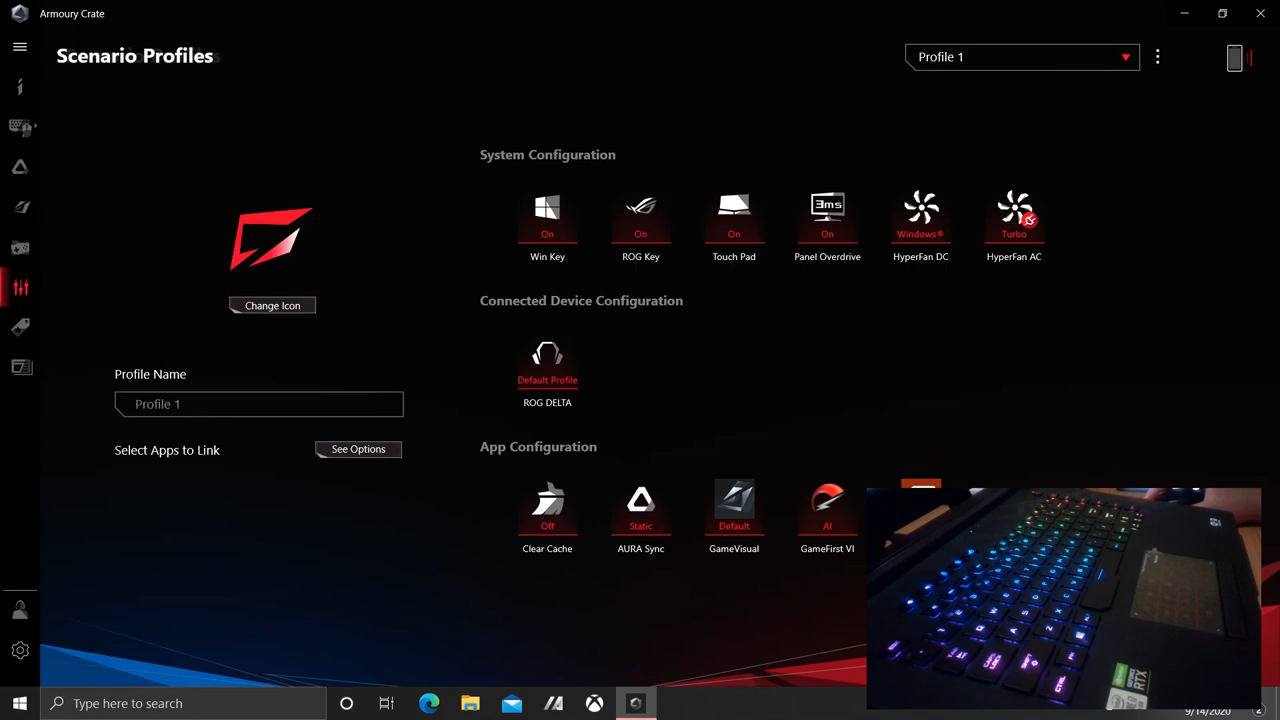 Armoury Crate
Scenario Profiles
Profile 1
System Configuration
On
On
On
3ms
On
Windows®
Turbo
Win Key
ROG Key
Touch Pad
Panel Overdrive
HyperFan DC
HyperFan AC
Change Icon
Connected Device Configuration
Default Profile
ROG DELTA
Profile Name
Profile 1
Select Apps to Link
See Options
App Configuration
Off
Static
Default
AI
Clear Cache
AURA Sync
GameVisual
GameFirst VI
Type here to search
9/14/2020
2
Q
A
Z
CTRL
RTX